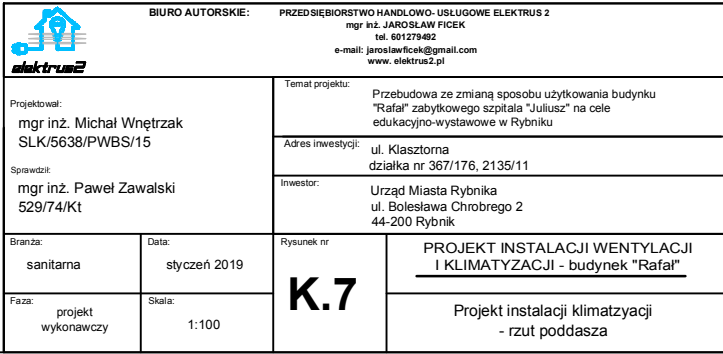 elektrus2
BIURO AUTORSKIE:
PRZEDSIĘBIORSTWO HANDLOWO- USŁUGOWE ELEKTRUS 2
mgr inż. JAROSŁAW FICEK
tel. 601279492
e-mail: jaroslawficek@gmail.com
www. elektrus2.pl
Projektował:
mgr inż. Michał Wnętrzak
SLK/5638/PWBS/15
Sprawdził:
mgr inż. Paweł Zawalski
529/74/Kt
Temat projektu:
Przebudowa ze zmianą sposobu użytkowania budynku
"Rafał" zabytkowego szpitala "Juliusz" na cele
edukacyjno-wystawowe w Rybniku
Adres inwestycji:
ul. Klasztorna
działka nr 367/176, 2135/11
Inwestor:
Urząd Miasta Rybnika
ul. Bolesława Chrobrego 2
44-200 Rybnik
Branża:
sanitarna
Data:
styczeń 2019
Rysunek nr
K.7
PROJEKT INSTALACJI WENTYLACJI
I KLIMATYZACJI - budynek "Rafał"
Faza:
projekt
wykonawczy
Skala:
1:100
Projekt instalacji klimatzyacji
- rzut poddasza